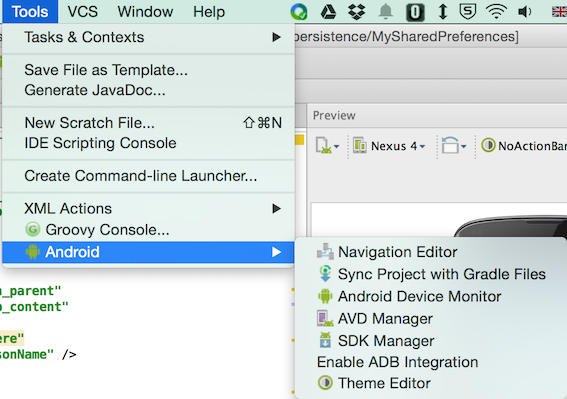 Tools VCS Window Help
Tasks & Contexts
persistence/MySharedPreferences]
Save File as Template...
Generate JavaDoc...
Preview
New Scratch File... ⇧⌘N
IDE Scripting Console
Nexus 4
NoActionBar
Create Command-line Launcher...
XML Actions
Groovy Console...
Android
Navigation Editor
Sync Project with Gradle Files
Android Device Monitor
AVD Manager
SDK Manager
Enable ADB Integration
Theme Editor
_parent"
_content"
ere"
sonName" />